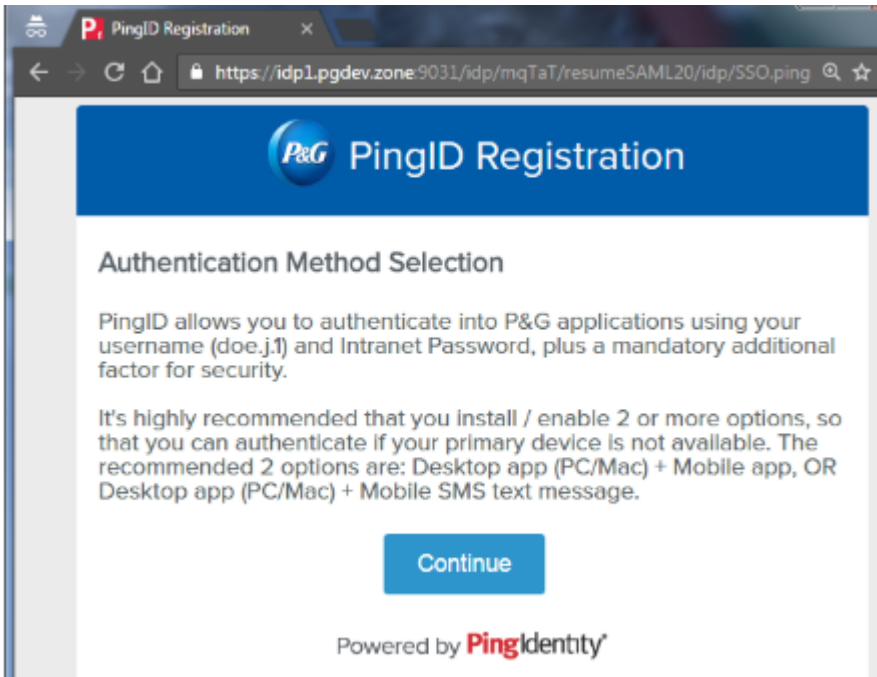 PingID Registration
https://idp1.pgdev.zone:9031/idp/mqTaT/resumeSAML20/idp/SSO.ping
P&G PingID Registration
Authentication Method Selection
PingID allows you to authenticate into P&G applications using your
username (doe.j.1) and Intranet Password, plus a mandatory additional
factor for security.
It's highly recommended that you install / enable 2 or more options, so
that you can authenticate if your primary device is not available. The
recommended 2 options are: Desktop app (PC/Mac) + Mobile app, OR
Desktop app (PC/Mac) + Mobile SMS text message.
Continue
Powered by PingIdentity